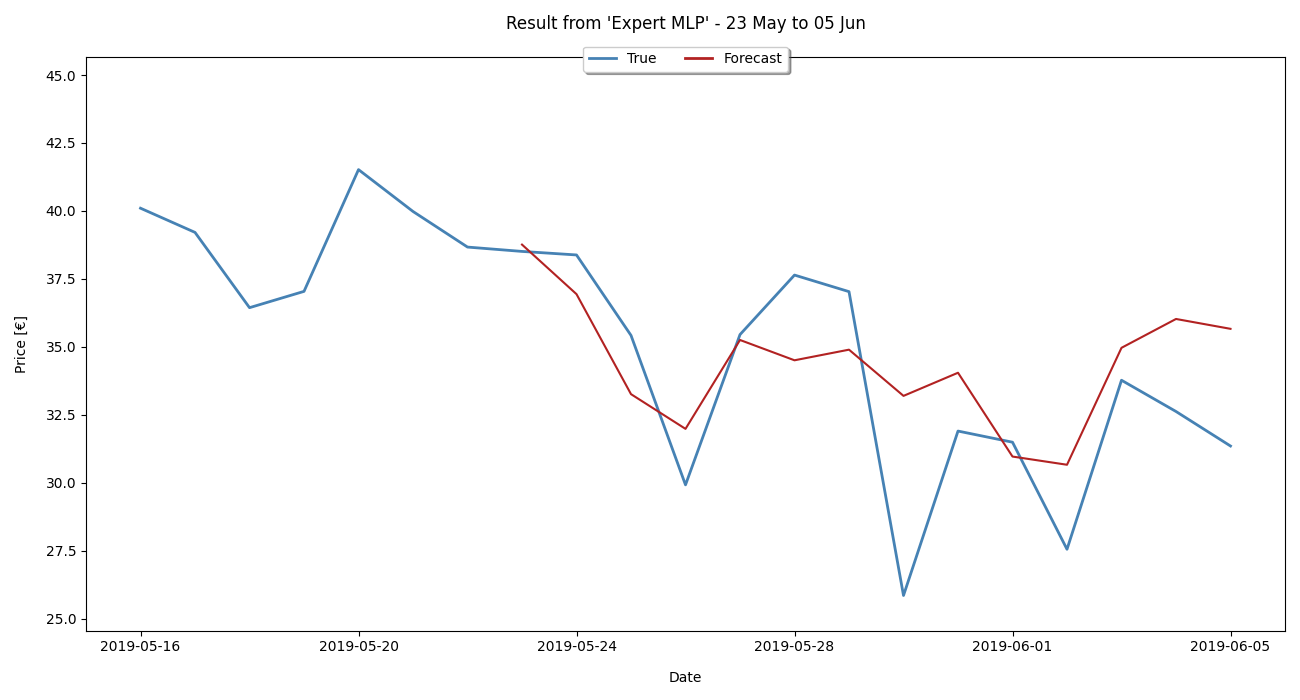 Result from 'Expert MLP' - 23 May to 05 Jun
True Forecast
45.0
42.5
40.0
37.5
35.0
32.5
30.0
27.5
25.0
Price [€]
2019-05-16 2019-05-20 2019-05-24 2019-05-28 2019-06-01 2019-06-05
Date